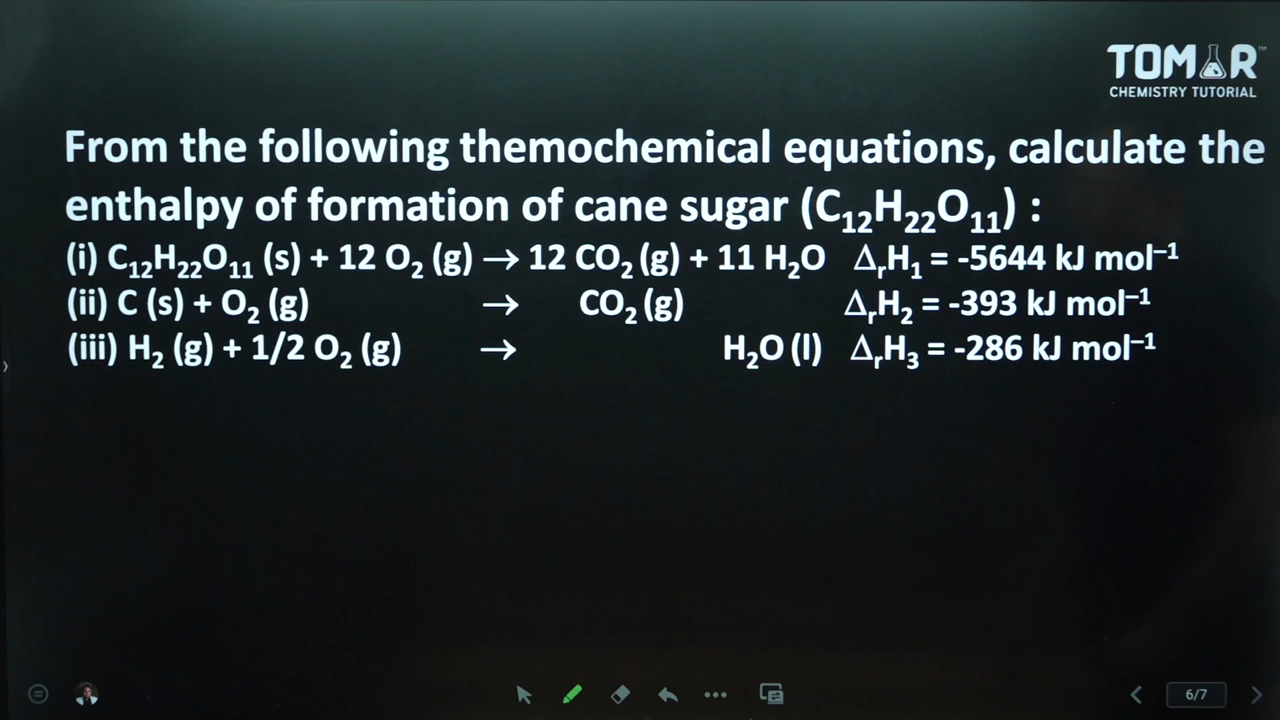 TOMAR™
CHEMISTRY TUTORIAL
From the following themochemical equations, calculate the
enthalpy of formation of cane sugar (C₁₂H₂₂O₁₁) :
(i) C₁₂H₂₂O₁₁ (s) + 12 O₂ (g) → 12 CO₂ (g) + 11 H₂O ΔᵣH₁ = -5644 kJ mol⁻¹
(ii) C (s) + O₂ (g) → CO₂ (g) ΔᵣH₂ = -393 kJ mol⁻¹
(iii) H₂ (g) + 1/2 O₂ (g) → H₂O (l) ΔᵣH₃ = -286 kJ mol⁻¹
6/7